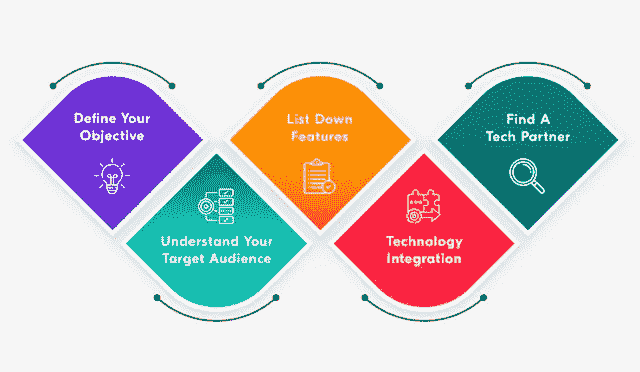 Define Your
Objective
Understand Your
Target Audience
List Down
Features
Technology
Integration
Find A
Tech Partner